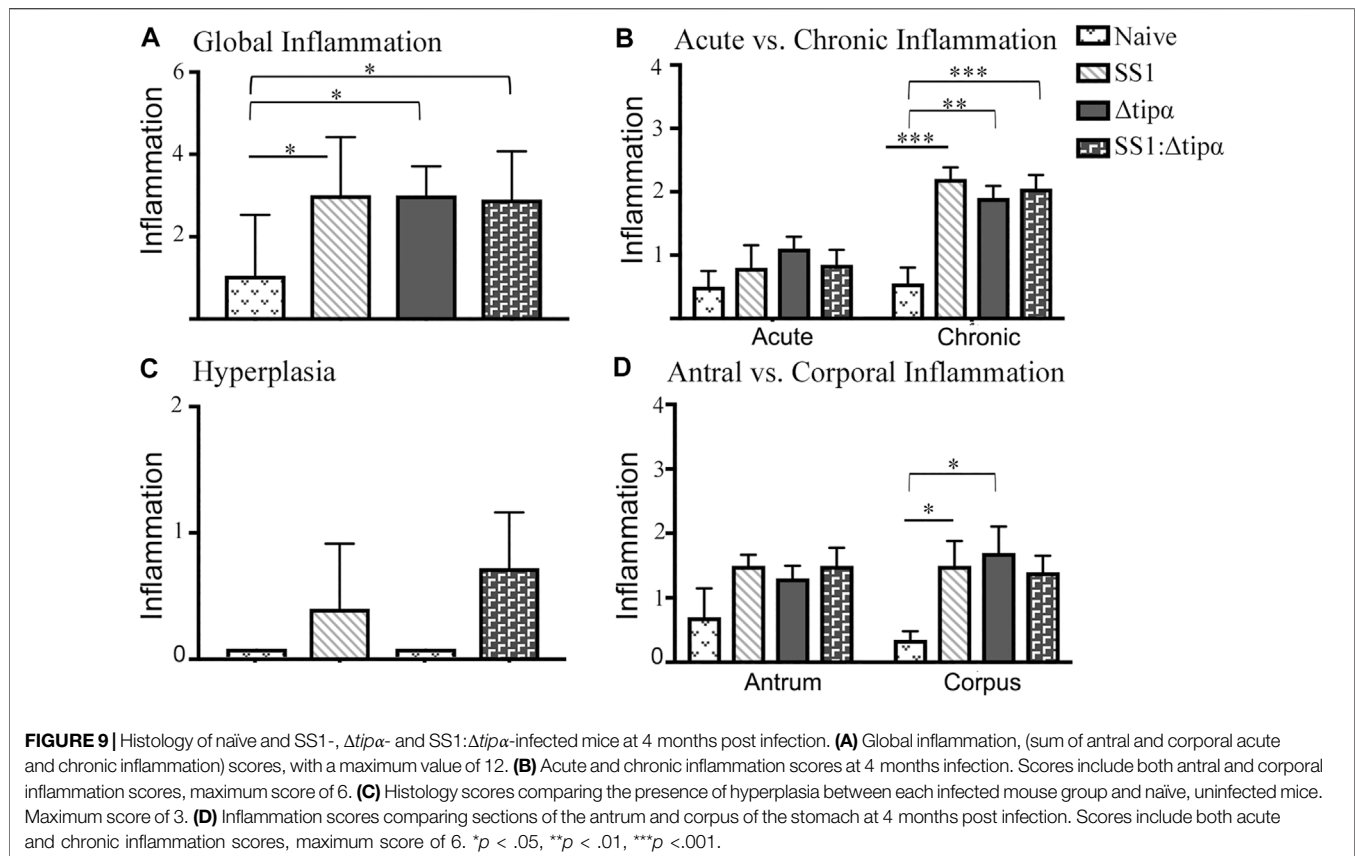 A Global Inflammation
Inflammation
6
4
2
*
*
*
B Acute vs. Chronic Inflammation
Inflammation
4
3
2
1
***
**
***
Acute Chronic
Naive
SS1
Δtipα
SS1:Δtipα
C Hyperplasia
Inflammation
2
1
0
D Antral vs. Corporal Inflammation
Inflammation
4
3
2
1
0
*
*
Antrum Corpus
FIGURE 9 | Histology of naïve and SS1-, Δtipα- and SS1:Δtipα-infected mice at 4 months post infection. (A) Global inflammation, (sum of antral and corporal acute
and chronic inflammation) scores, with a maximum value of 12. (B) Acute and chronic inflammation scores at 4 months infection. Scores include both antral and corporal
inflammation scores, maximum score of 6. (C) Histology scores comparing the presence of hyperplasia between each infected mouse group and naïve, uninfected mice.
Maximum score of 3. (D) Inflammation scores comparing sections of the antrum and corpus of the stomach at 4 months post infection. Scores include both acute
and chronic inflammation scores, maximum score of 6. *p < .05, **p < .01, ***p <.001.